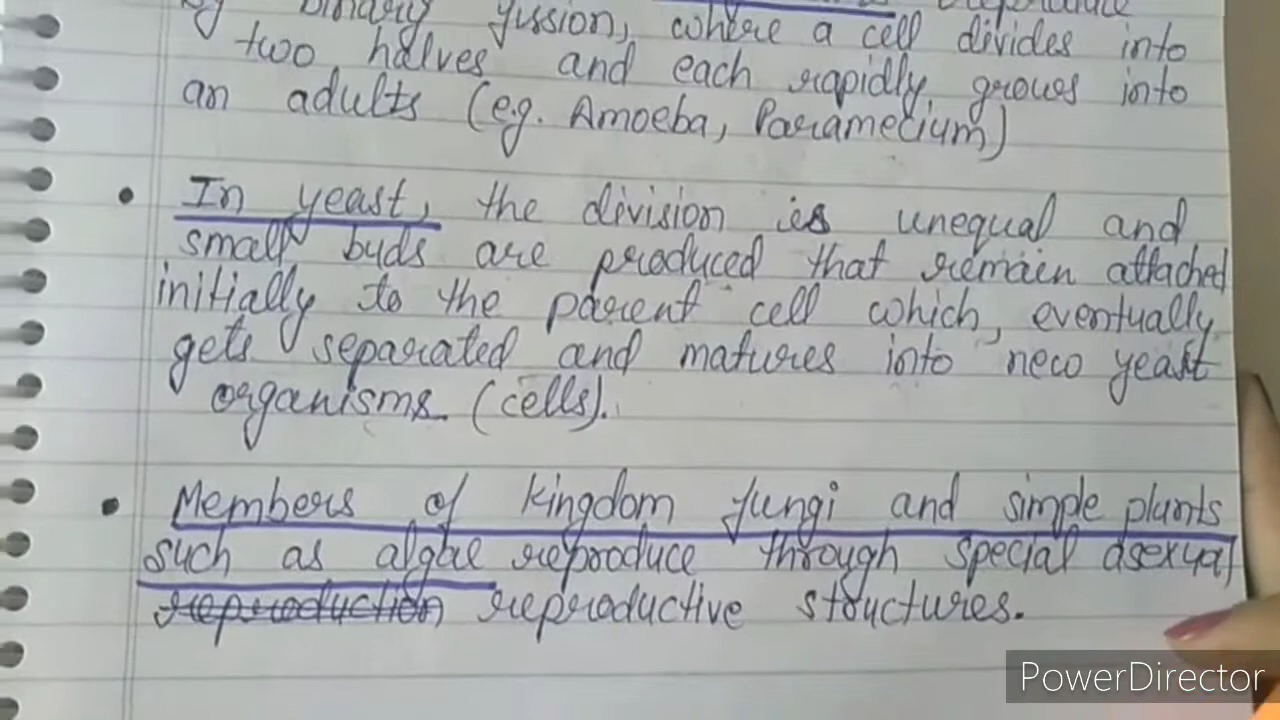 by binary fission, where a cell divides into
two halves and each rapidly grows into
an adults (e.g. Amoeba, Paramecium)
• In yeast, the division is unequal and
small buds are produced that remain attached
initially to the parent cell which, eventually
gets separated and matures into new yeast
organisms (cells).
• Members of kingdom fungi and simple plants
such as algae reproduce through special asexual
reproduction reproductive structures.
PowerDirector